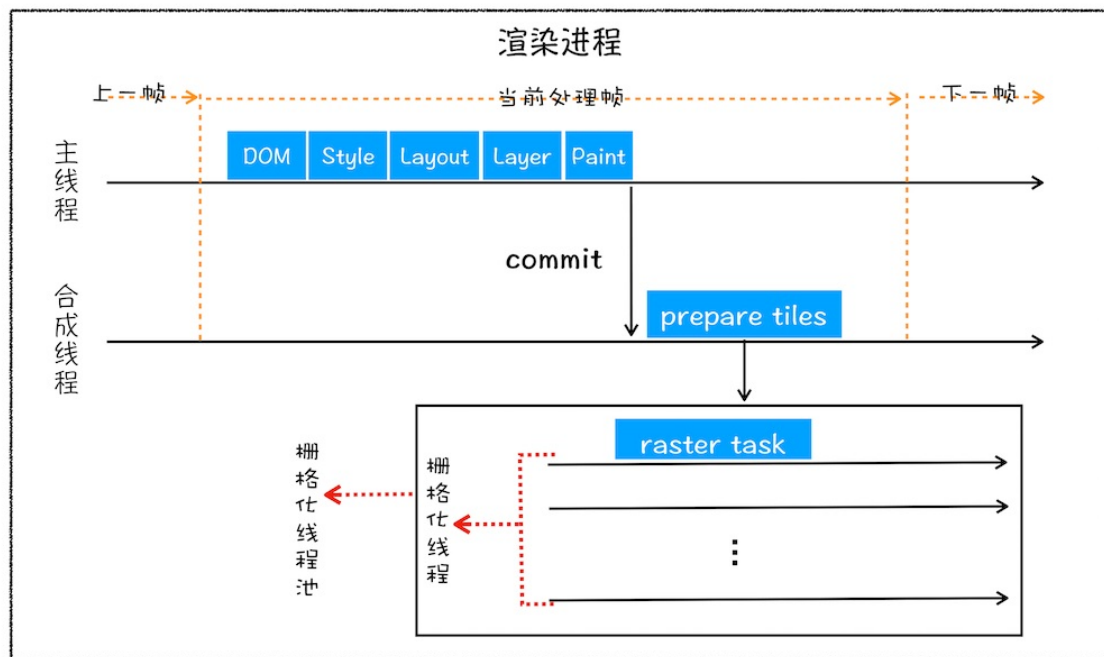 渲染进程
上一帧
当前处理帧
下一帧
主线程
DOM
Style
Layout
Layer
Paint
commit
合成线程
prepare tiles
raster task
栅格化线程池
栅格化线程